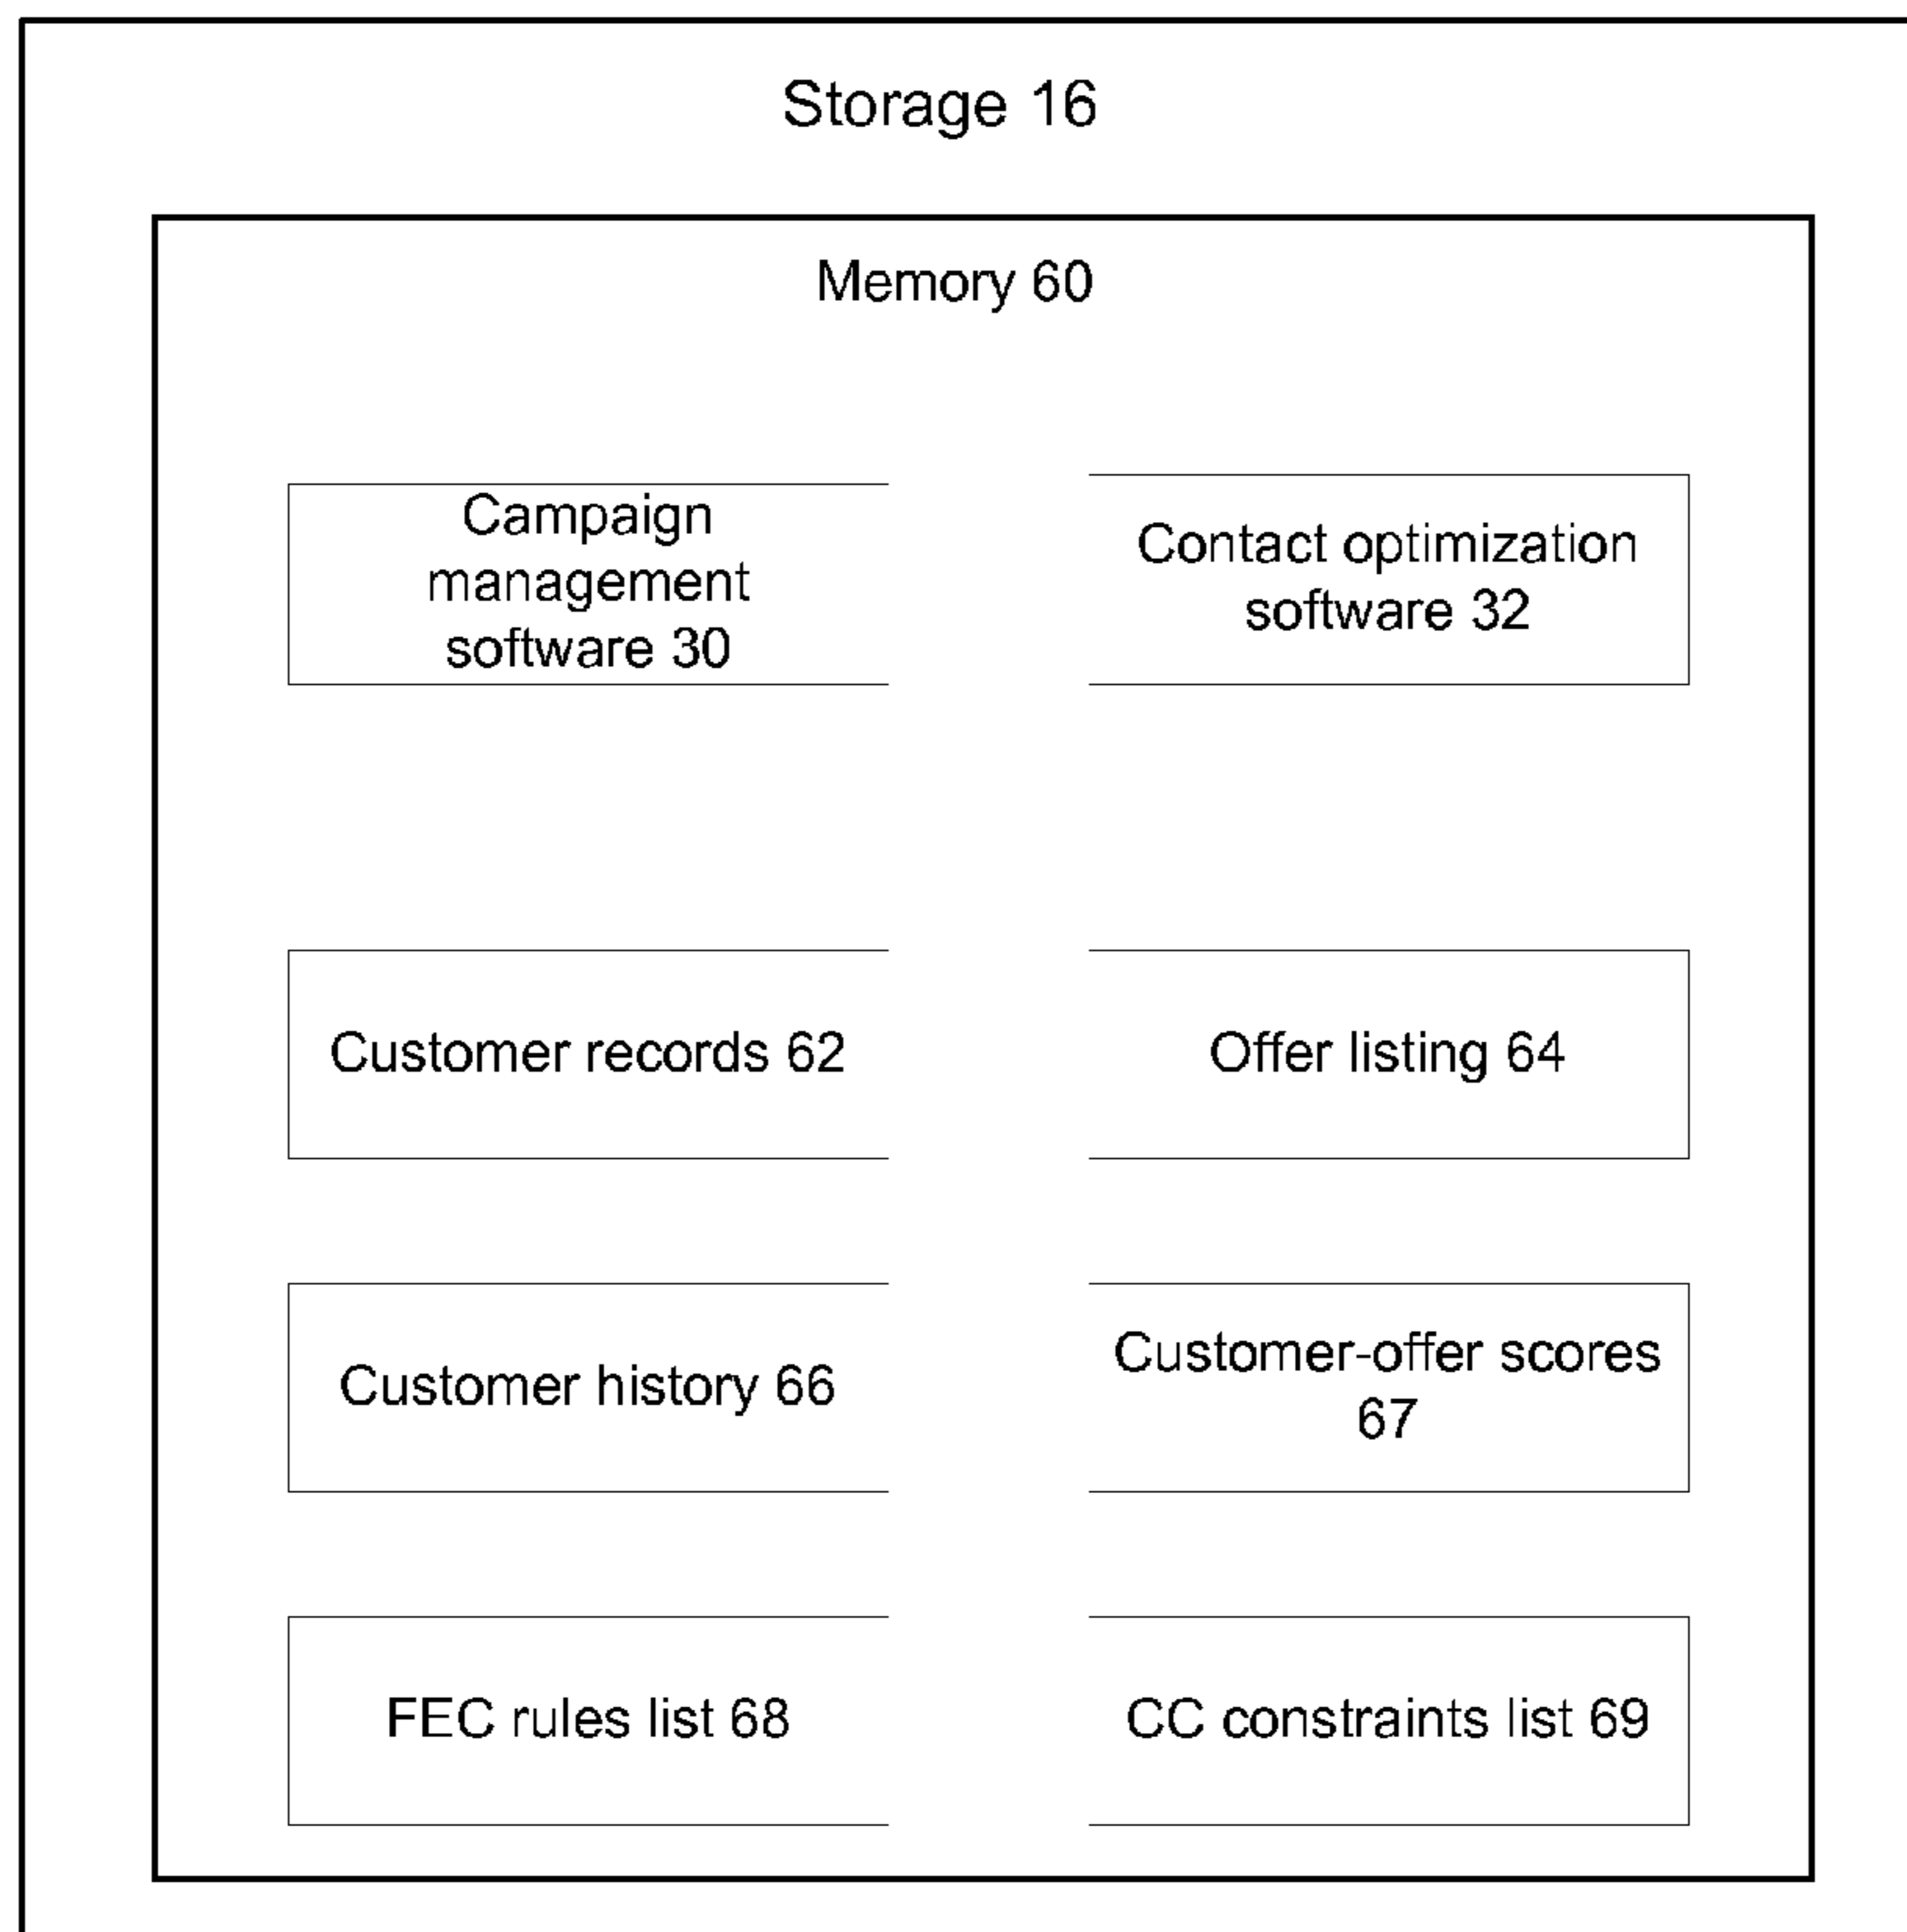 Storage 16
Memory 60
Campaign
management
software 30
Contact optimization
software 32
Customer records 62
Offer listing 64
Customer history 66
Customer-offer scores
67
FEC rules list 68
CC constraints list 69